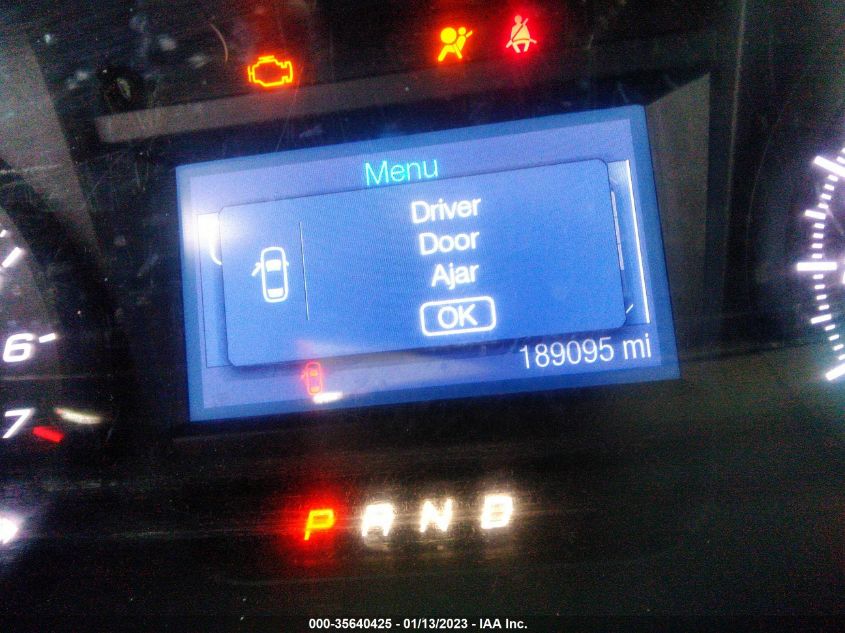 Menu
Driver
Door
Ajar
OK
189095 mi
6
7
P R N D
000-35640425 - 01/13/2023 - IAA Inc.